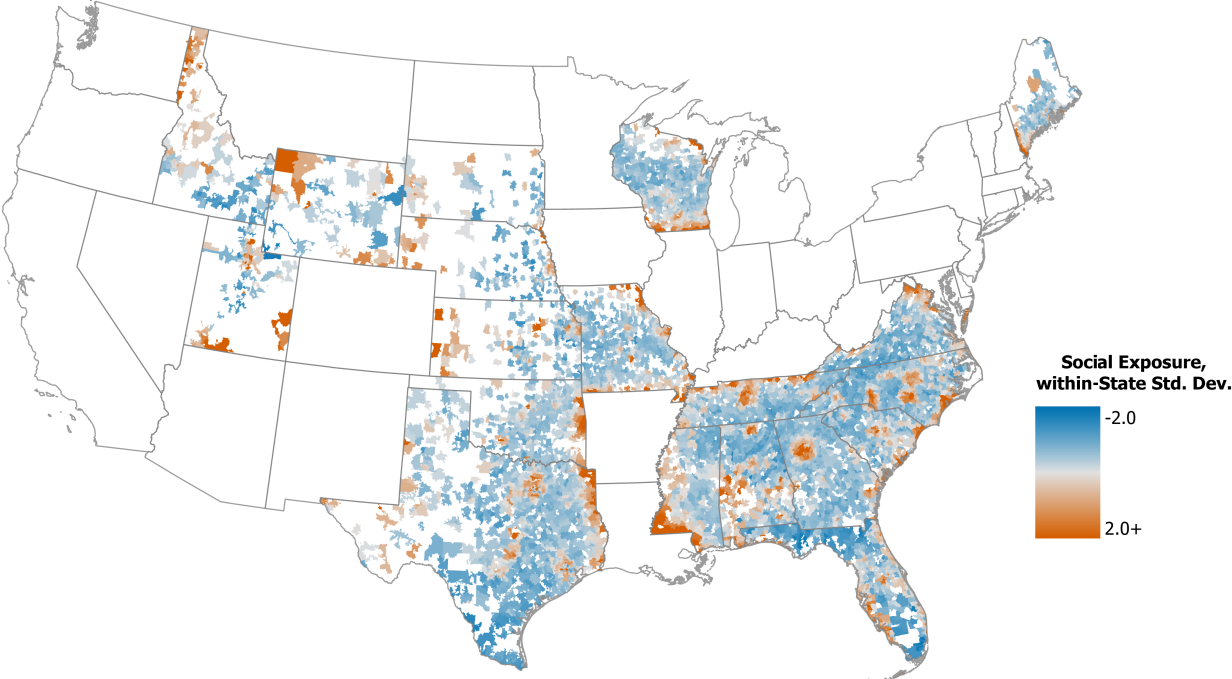 Social Exposure,
within-State Std. Dev.
-2.0
2.0+